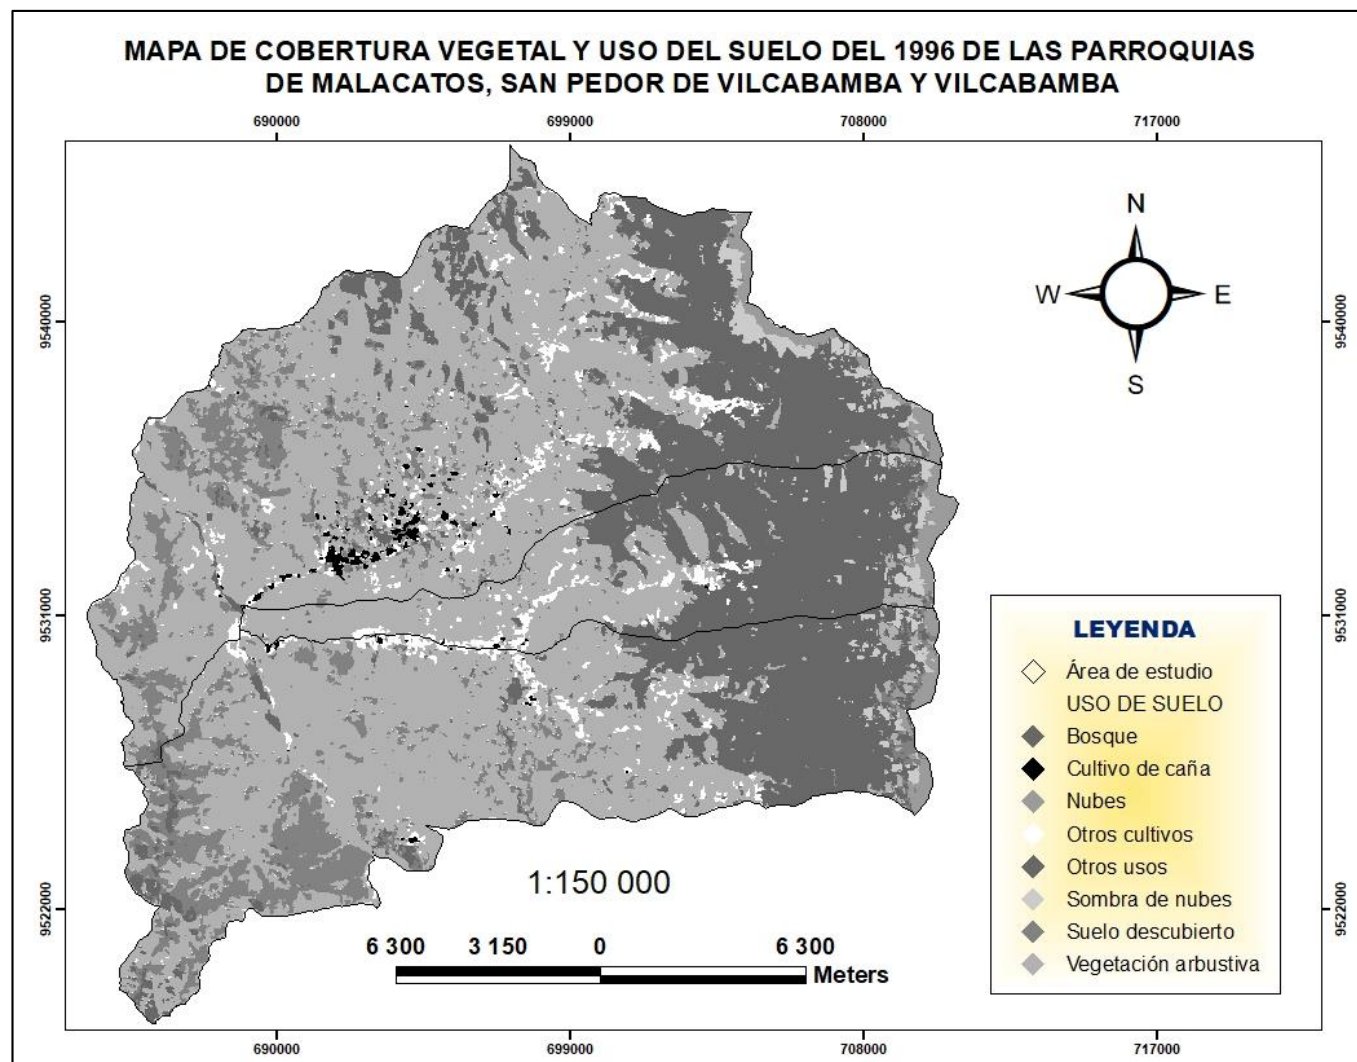 MAPA DE COBERTURA VEGETAL Y USO DEL SUELO DEL 1996 DE LAS PARROQUIAS
DE MALACATOS, SAN PEDOR DE VILCABAMBA Y VILCABAMBA
690000 699000 708000 717000
N
W E
S
9540000 9540000
9531000 9531000
9522000 9522000
LEYENDA
Área de estudio
USO DE SUELO
Bosque
Cultivo de caña
Nubes
Otros cultivos
Otros usos
Sombra de nubes
Suelo descubierto
Vegetación arbustiva
1:150 000
6 300 3 150 0 6 300
Meters
690000 699000 708000 717000